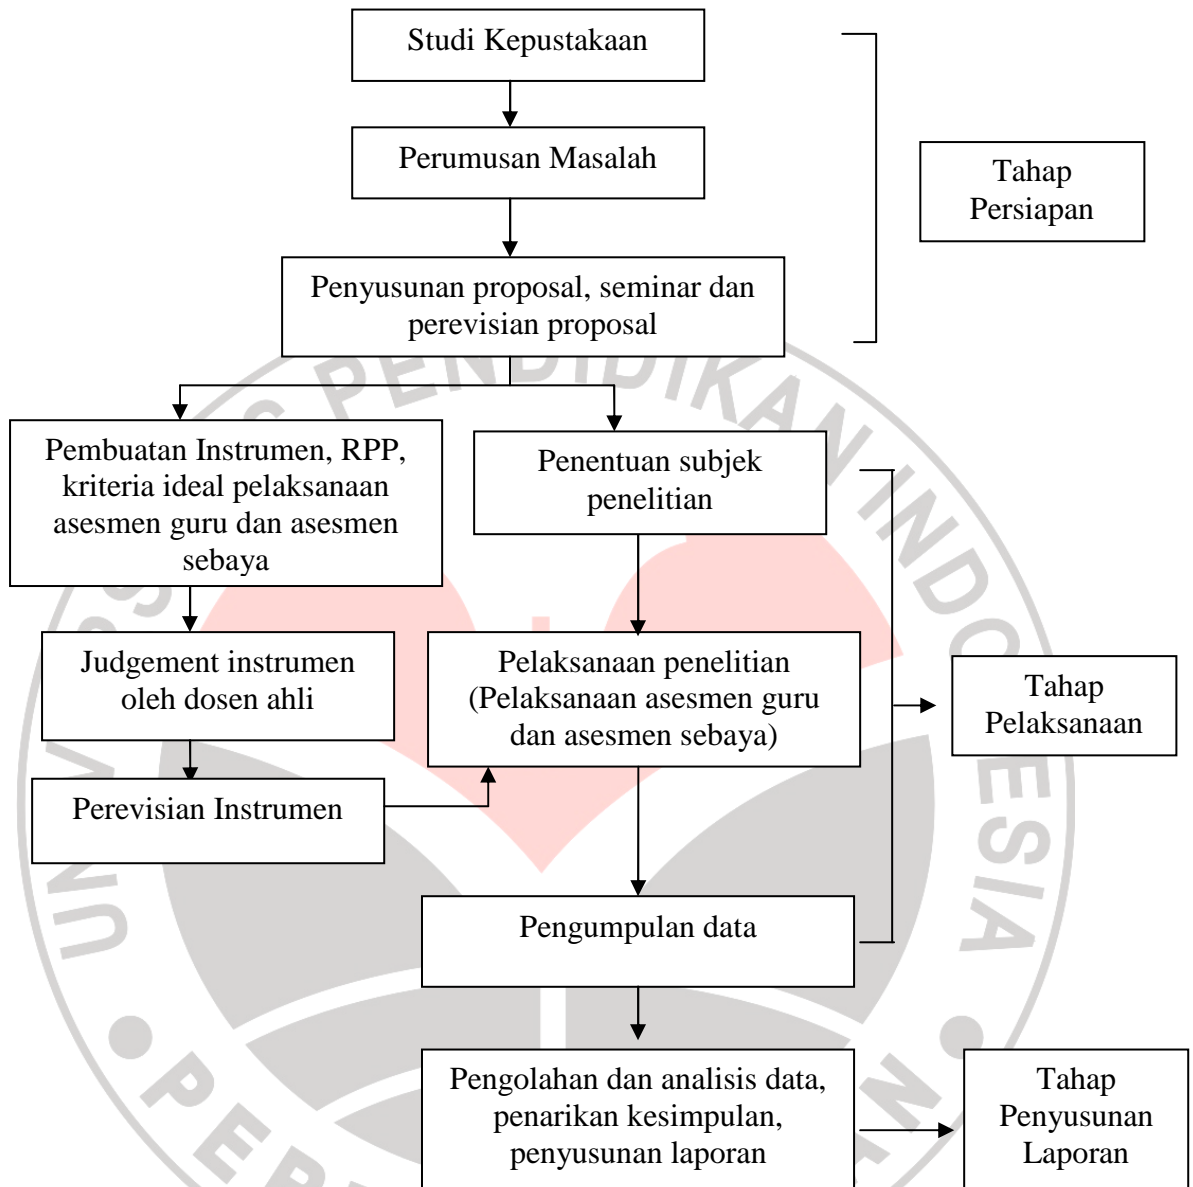 Studi Kepustakaan
Perumusan Masalah
Tahap
Persiapan
Penyusunan proposal, seminar dan
perevisian proposal
Pembuatan Instrumen, RPP,
kriteria ideal pelaksanaan
asesmen guru dan asesmen
sebaya
Penentuan subjek
penelitian
Judgement instrumen
oleh dosen ahli
Pelaksanaan penelitian
(Pelaksanaan asesmen guru
dan asesmen sebaya)
Tahap
Pelaksanaan
Perevisian Instrumen
Pengumpulan data
Pengolahan dan analisis data,
penarikan kesimpulan,
penyusunan laporan
Tahap
Penyusunan
Laporan
PENDIDIKAN INDONESIA